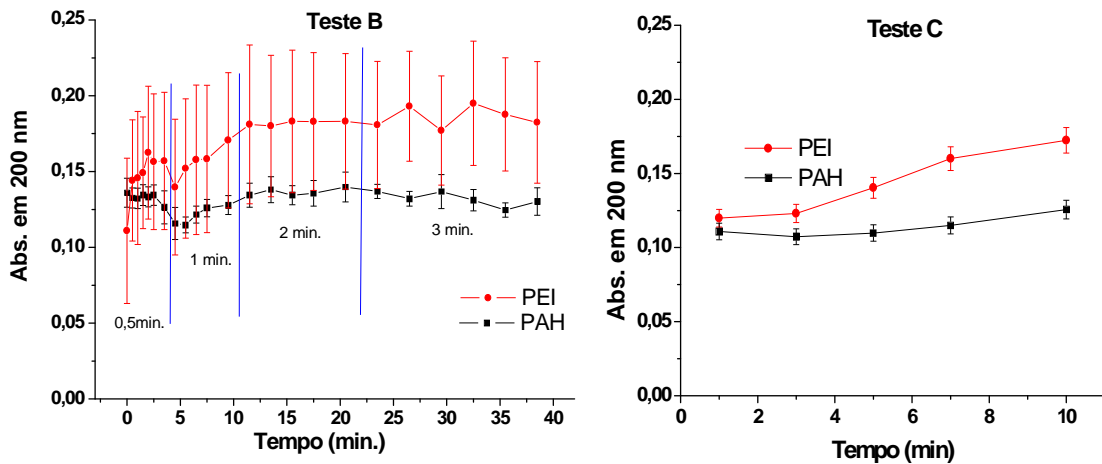 Teste B
Abs. em 200 nm
0,25
0,20
0,15
0,10
0,05
0,00
0,5min.
1 min.
2 min.
3 min.
PEI
PAH
0 5 10 15 20 25 30 35 40
Tempo (min.)
Teste C
Abs. em 200 nm
0,25
0,20
0,15
0,10
0,05
0,00
PEI
PAH
0 2 4 6 8 10
Tempo (min)